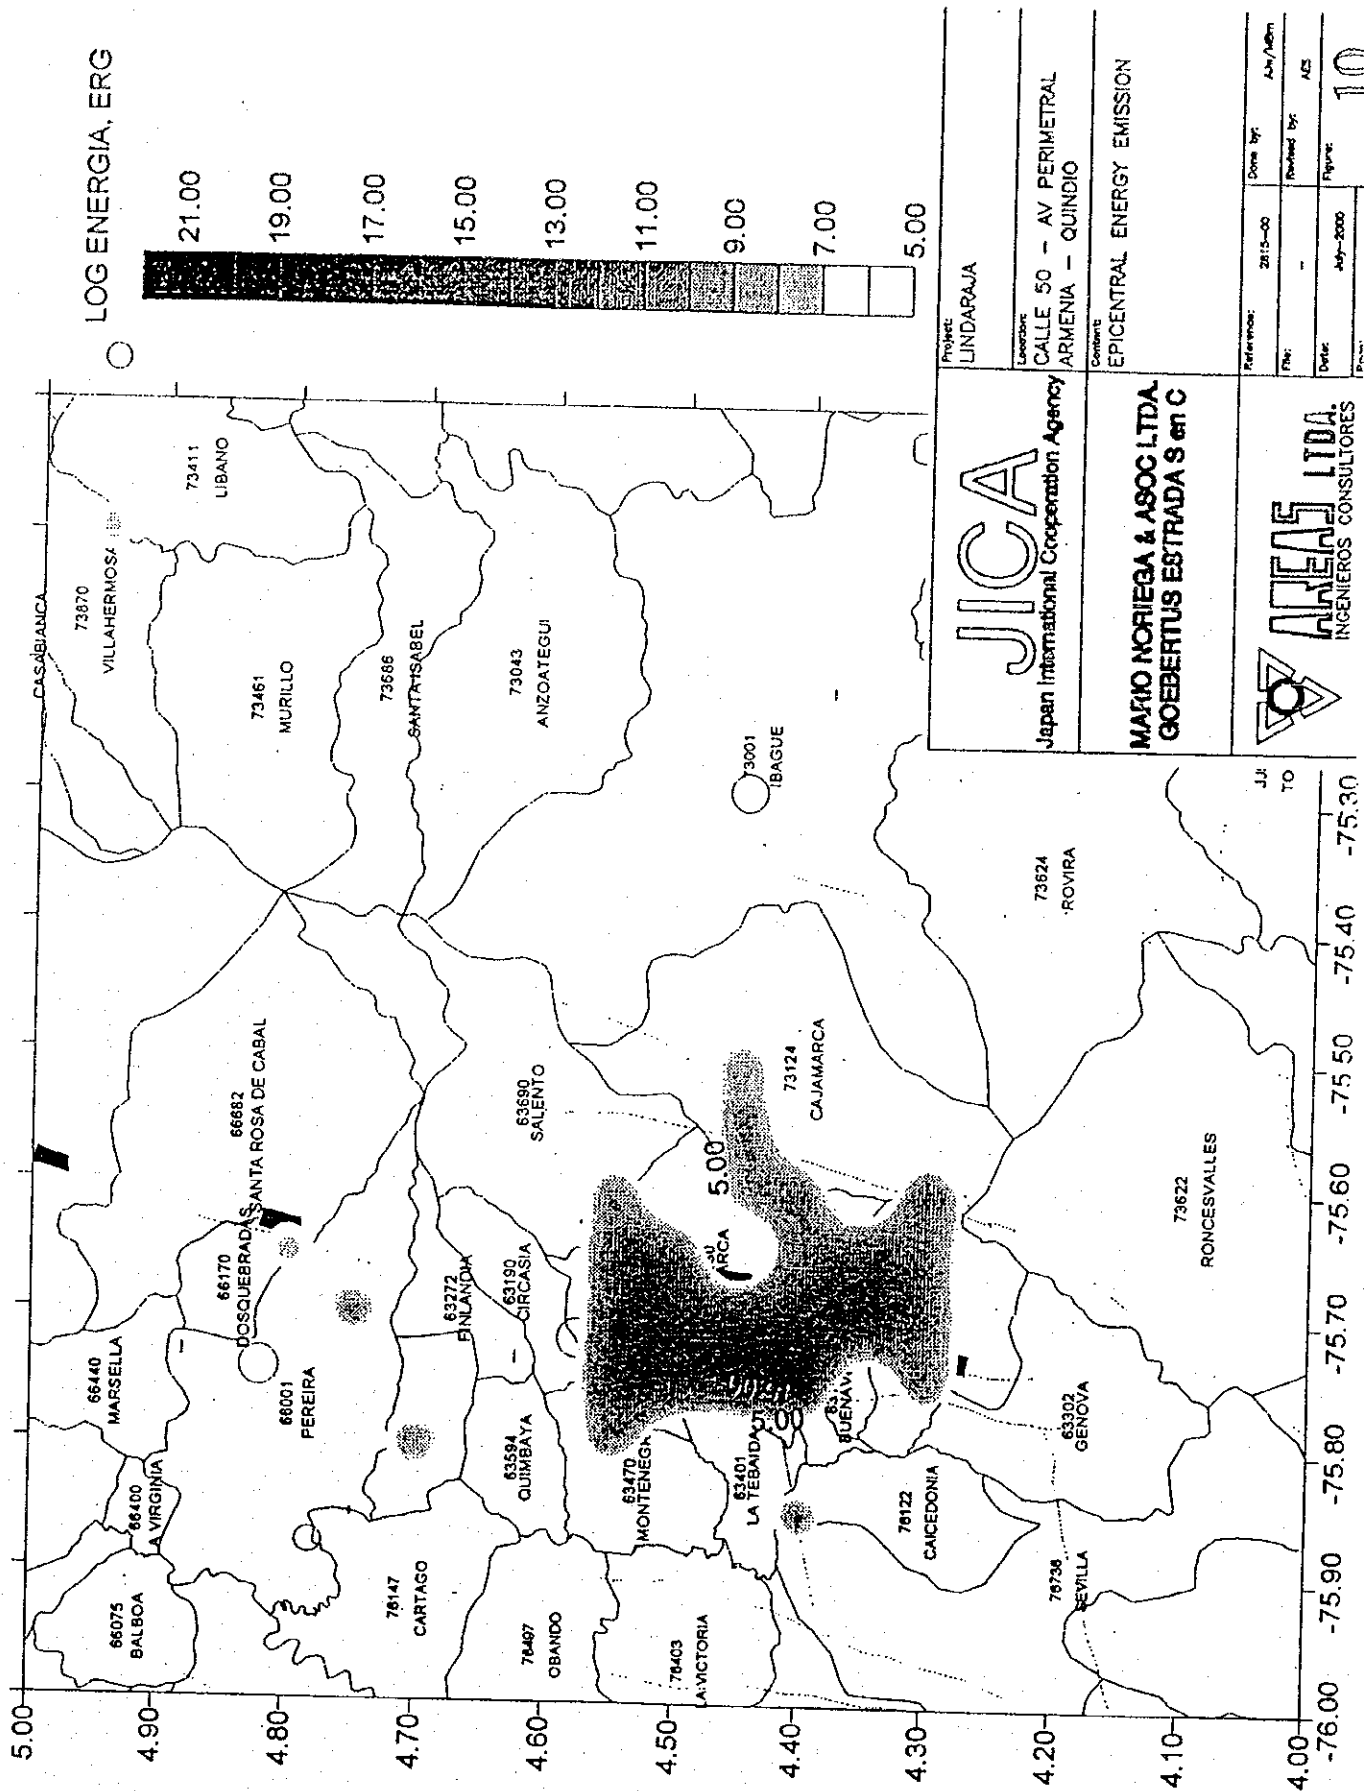 LOG ENERGIA, ERG
21.00
19.00
17.00
15.00
13.00
11.00
9.00
7.00
5.00
5.00
4.90
4.80
4.70
4.60
4.50
4.40
4.30
4.20
4.10
4.00
-76.00
-75.90
-75.80
-75.70
-75.60
-75.50
-75.40
-75.30
CASABIANCA
73870
VILLAHERMOSA
73411
LIBANO
73461
MURILLO
73686
SANTA ISABEL
73043
ANZOATEGUI
73001
IBAGUE
73624
ROVIRA
66682
SANTA ROSA DE CABAL
66170
DOSQUEBRADAS
66440
MARSELLA
66001
PEREIRA
66400
LA VIRGINIA
66075
BALBOA
76147
CARTAGO
76497
OBANDO
76403
LA VICTORIA
63690
SALENTO
63272
FINLANDIA
63190
CIRCASIA
63594
QUIMBAYA
63470
MONTENEGR
63401
LA TEBAIDA
ARCA
5.00
BUENAV
73124
CAJAMARCA
76122
CAICEDONIA
63302
GENOVA
76736
SEVILLA
73622
RONCESVALLES
JICA
Japan International Cooperation Agency
MARIO NORIEGA & ASOC LTDA.
GOEBERTUS ESTRADA S en C
AREAS LTDA.
INGENIEROS CONSULTORES
Project:
LINDARAJA
Location:
CALLE 50 - AV PERIMETRAL
ARMENIA - QUINDIO
Content:
EPICENTRAL ENERGY EMISSION
Reference: 2815-00
Done by:
File: -
Revised by: AES
Date: July-2000
Figure: 10